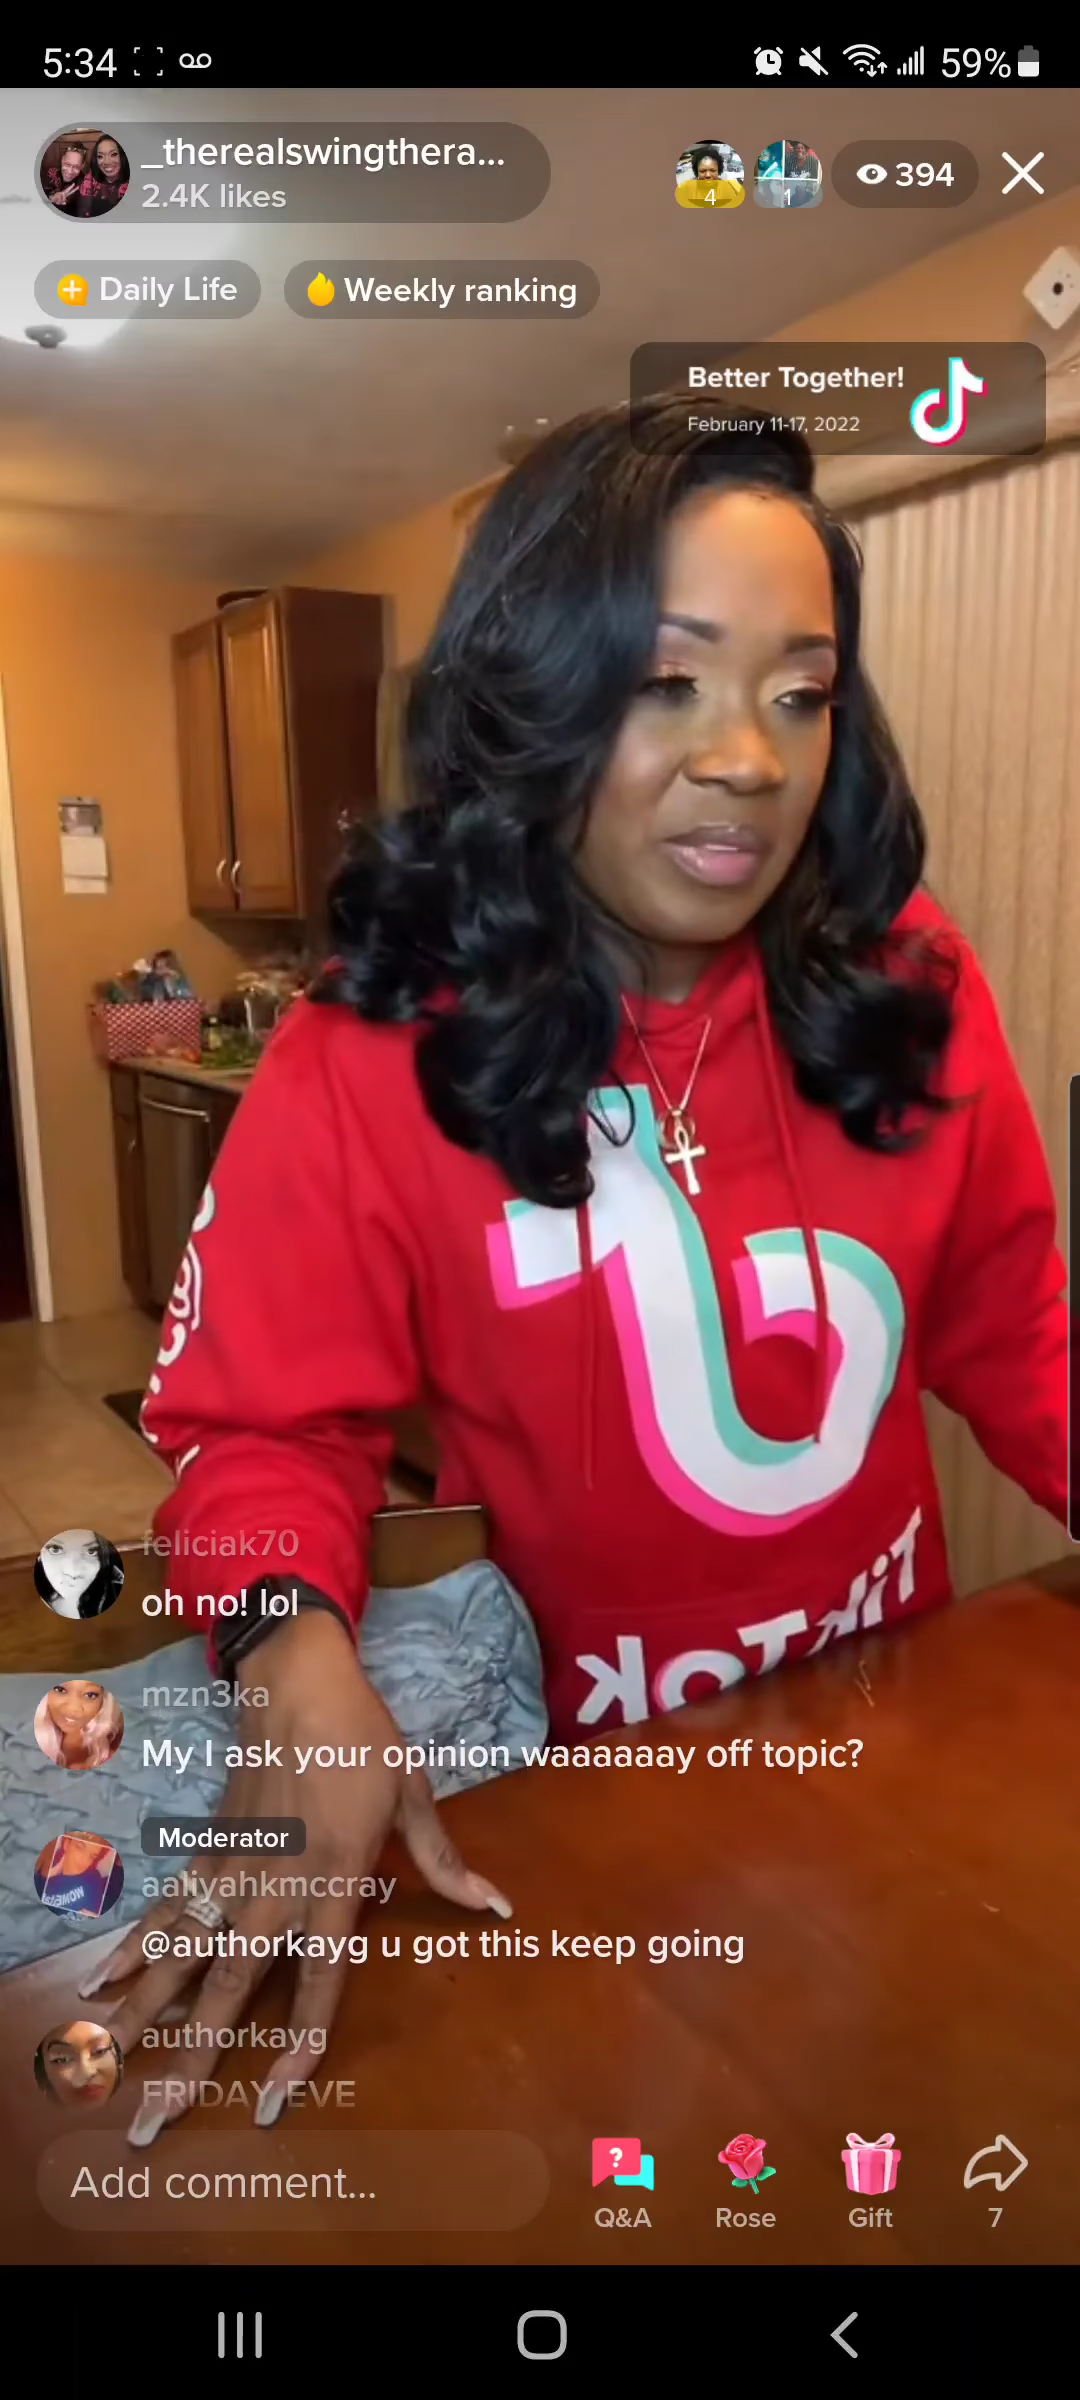 5:34
59%
_therealswingthera...
2.4K likes
4
1
394
Daily Life
Weekly ranking
Better Together!
February 11-17, 2022
TikTok
feliciak70
oh no! lol
mzn3ka
My I ask your opinion waaaaaay off topic?
Moderator
aaliyahkmccray
@authorkayg u got this keep going
authorkayg
FRIDAY EVE
Add comment...
?
Q&A
Rose
Gift
7